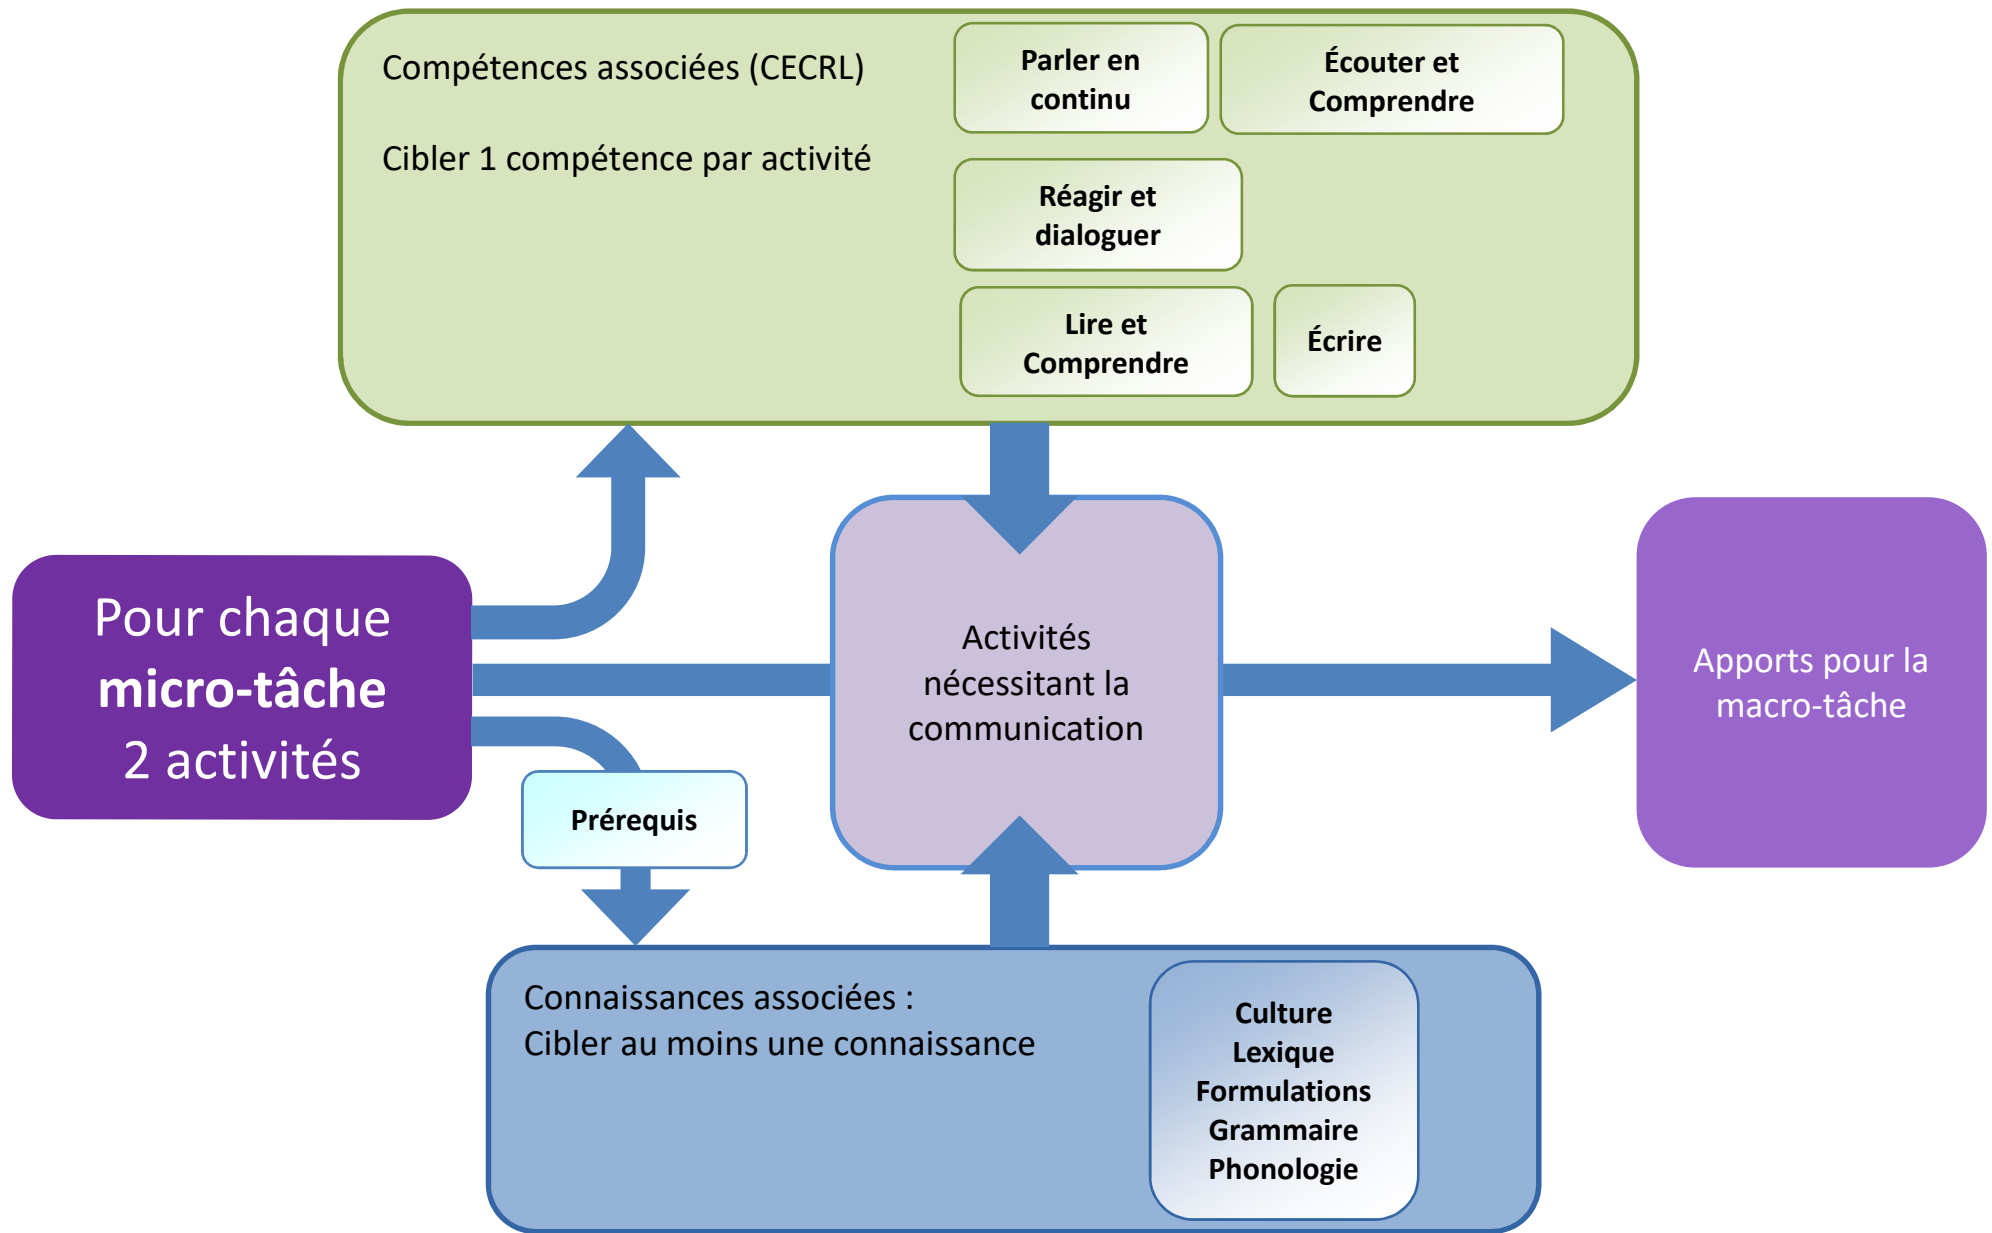 Compétences associées (CECRL)
Cibler 1 compétence par activité
Parler en
continu
Écouter et
Comprendre
Réagir et
dialoguer
Lire et
Comprendre
Écrire
Pour chaque
micro-tâche
2 activités
Activités
nécessitant la
communication
Apports pour la
macro-tâche
Prérequis
Connaissances associées :
Cibler au moins une connaissance
Culture
Lexique
Formulations
Grammaire
Phonologie